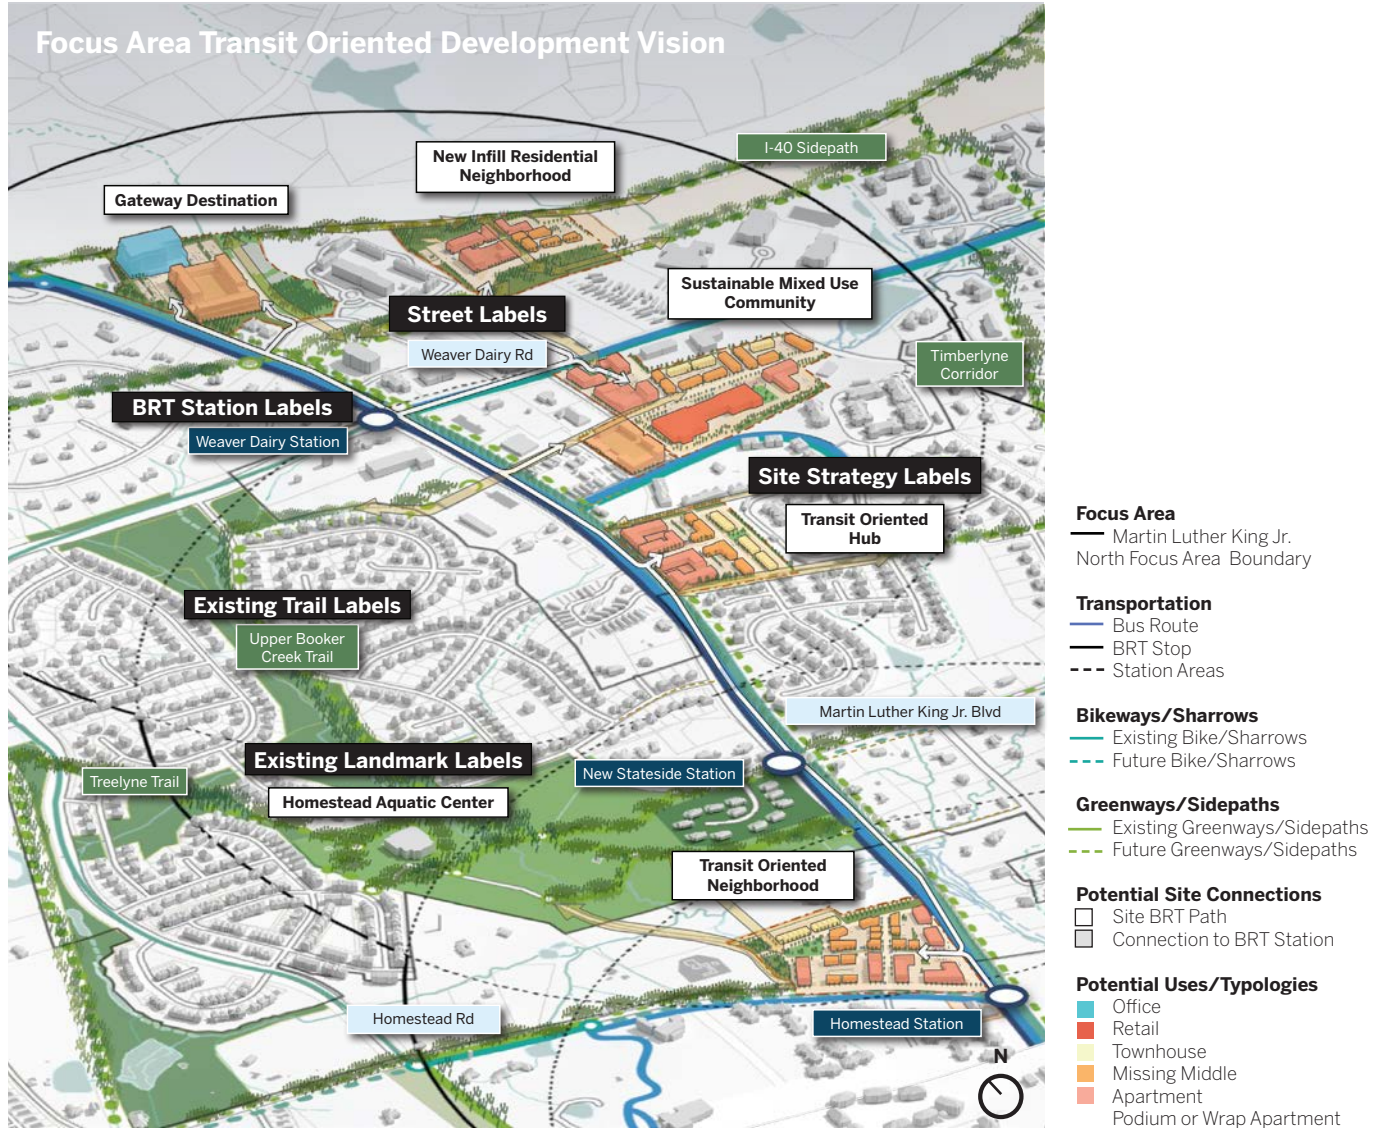 Focus Area Transit Oriented Development Vision
I-40 Sidepath
New Infill Residential
Neighborhood
Gateway Destination
Sustainable Mixed Use
Community
Street Labels
Weaver Dairy Rd
Timberlyne
Corridor
BRT Station Labels
Weaver Dairy Station
Site Strategy Labels
Transit Oriented
Hub
Existing Trail Labels
Upper Booker
Creek Trail
Martin Luther King Jr. Blvd
Existing Landmark Labels
New Stateside Station
Treelyne Trail
Homestead Aquatic Center
Transit Oriented
Neighborhood
Homestead Rd
Homestead Station
N
Focus Area
Martin Luther King Jr.
North Focus Area Boundary
Transportation
Bus Route
BRT Stop
Station Areas
Bikeways/Sharrows
Existing Bike/Sharrows
Future Bike/Sharrows
Greenways/Sidepaths
Existing Greenways/Sidepaths
Future Greenways/Sidepaths
Potential Site Connections
Site BRT Path
Connection to BRT Station
Potential Uses/Typologies
Office
Retail
Townhouse
Missing Middle
Apartment
Podium or Wrap Apartment